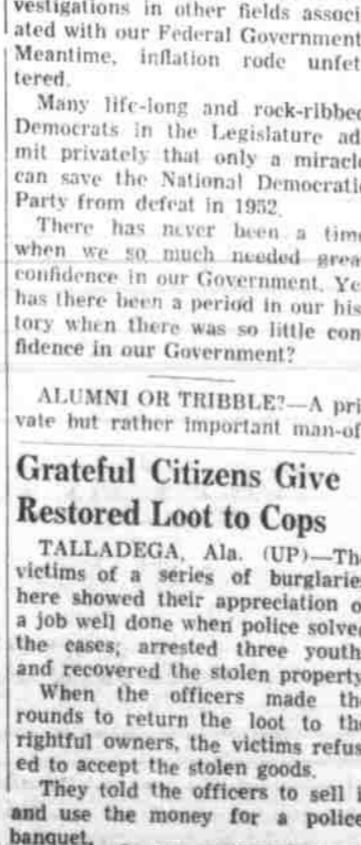 vestigations in other fields associ-
ated with our Federal Government
Meantime, inflation rode unfet-
tered.
Many life-long and rock-ribbed
Democrats in the Legislature ad-
mit privately that only a miracle
can save the National Democratic
Party from defeat in 1952.
There has never been a time
when we so much needed great
confidence in our Government. Yet
has there been a period in our his-
tory when there was so little con-
fidence in our Government?
ALUMNI OR TRIBBLE?—A pri-
vate but rather important man-of-
Grateful Citizens Give
Restored Loot to Cops
TALLADEGA, Ala. (UP)—The
victims of a series of burglaries
here showed their appreciation of
a job well done when police solved
the cases; arrested three youths
and recovered the stolen property.
When the officers made the
rounds to return the loot to the
rightful owners, the victims refus-
ed to accept the stolen goods.
They told the officers to sell it
and use the money for a police
banquet.